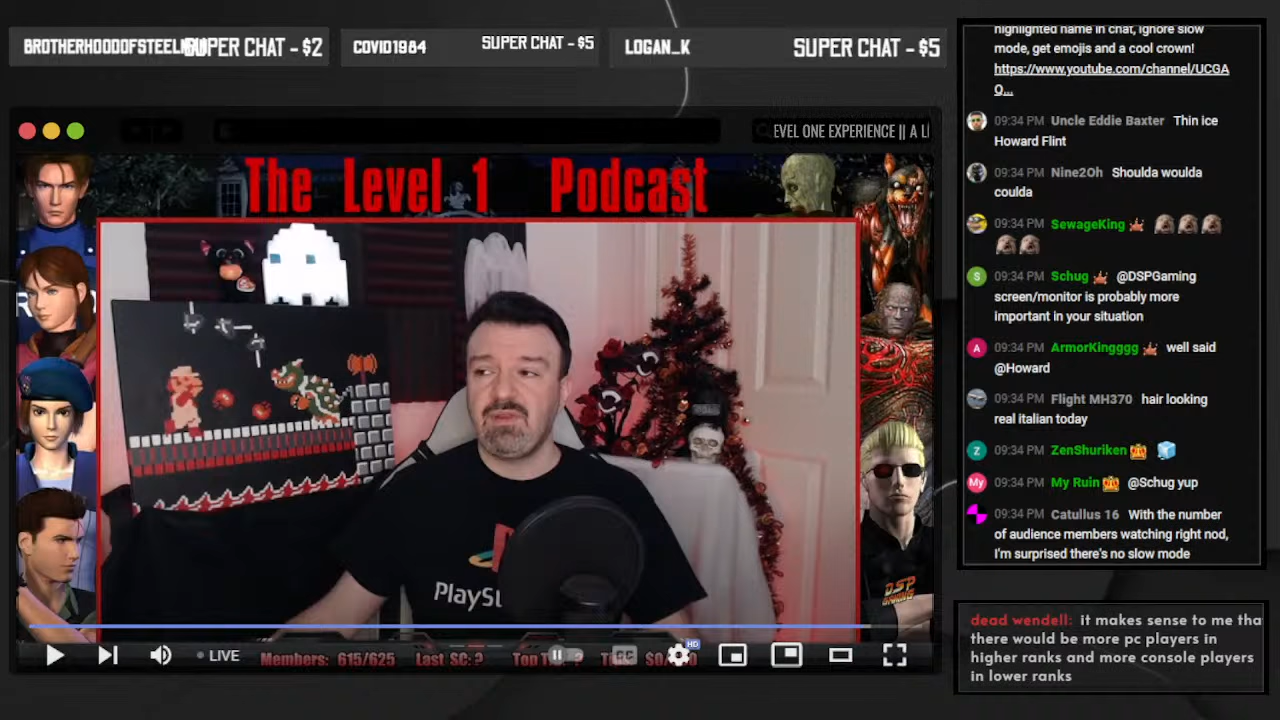 SUPER CHAT - $2
COVID1984
SUPER CHAT - $5
LOGAN_K
SUPER CHAT - $5
EVEL ONE EXPERIENCE || A LI
The Level 1 Podcast
PlaySt
DSP
GAMING
LIVE
Members: 615/625
Last SC: ?
CC
HD
highlighted name in chat, ignore slow
mode, get emojis and a cool crown!
https://www.youtube.com/channel/UCGA
Q...
09:34 PM Uncle Eddie Baxter Thin ice
Howard Flint
09:34 PM Nine2Oh Shoulda woulda
coulda
09:34 PM SewageKing
S 09:34 PM Schug @DSPGaming
screen/monitor is probably more
important in your situation
A 09:34 PM ArmorKingggg well said
@Howard
09:34 PM Flight MH370 hair looking
real italian today
Z 09:34 PM ZenShuriken
My 09:34 PM My Ruin @Schug yup
09:34 PM Catullus 16 With the number
of audience members watching right nod,
I'm surprised there's no slow mode
dead wendell: it makes sense to me tha
there would be more pc players in
higher ranks and more console players
in lower ranks